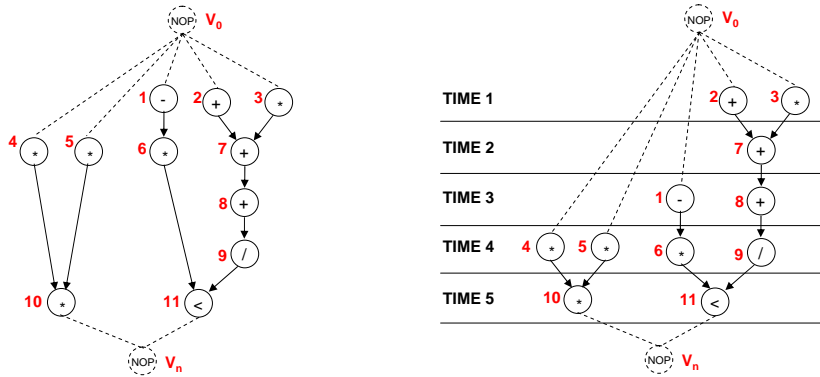 NOP V0
1 - 2 + 3 *
4 * 5 * 6 * 7 +
8 +
9 /
10 * 11 <
NOP Vn
NOP V0
TIME 1 2 + 3 *
TIME 2 7 +
TIME 3 1 - 8 +
TIME 4 4 * 5 * 6 * 9 /
TIME 5 10 * 11 <
NOP Vn